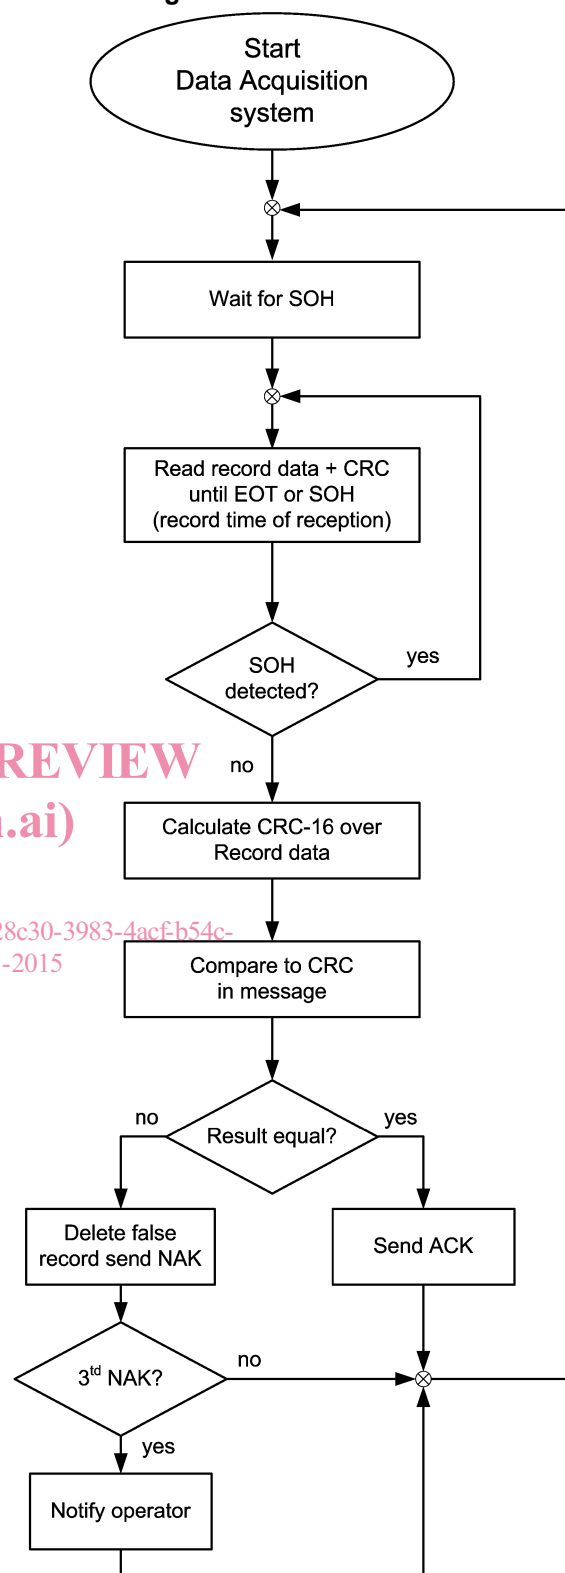 Start
Data Acquisition
system
Wait for SOH
Read record data + CRC
until EOT or SOH
(record time of reception)
SOH
detected?
yes
no
REVIEW
.ai)
Calculate CRC-16 over
Record data
28c30-3983-4acf-b54c-
-2015
Compare to CRC
in message
no
Result equal?
yes
Delete false
record send NAK
Send ACK
3td NAK?
no
yes
Notify operator